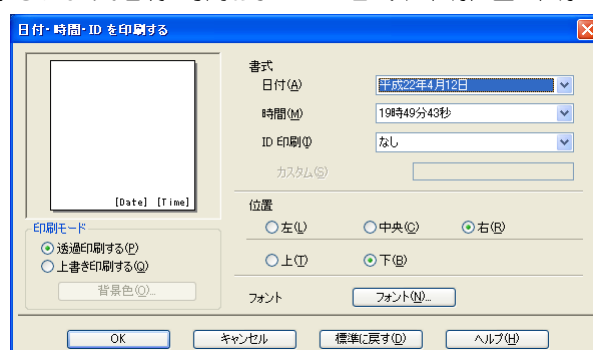 日付・時間・ID を印刷する
書式
日付(A) 平成22年4月12日
時間(M) 19時49分43秒
ID 印刷(I) なし
カスタム(S)
[Date] [Time]
位置
左(L) 中央(C) 右(R)
上(T) 下(B)
印刷モード
透過印刷する(P)
上書き印刷する(Q)
背景色(O)...
フォント フォント(N)...
OK キャンセル 標準に戻す(D) ヘルプ(H)